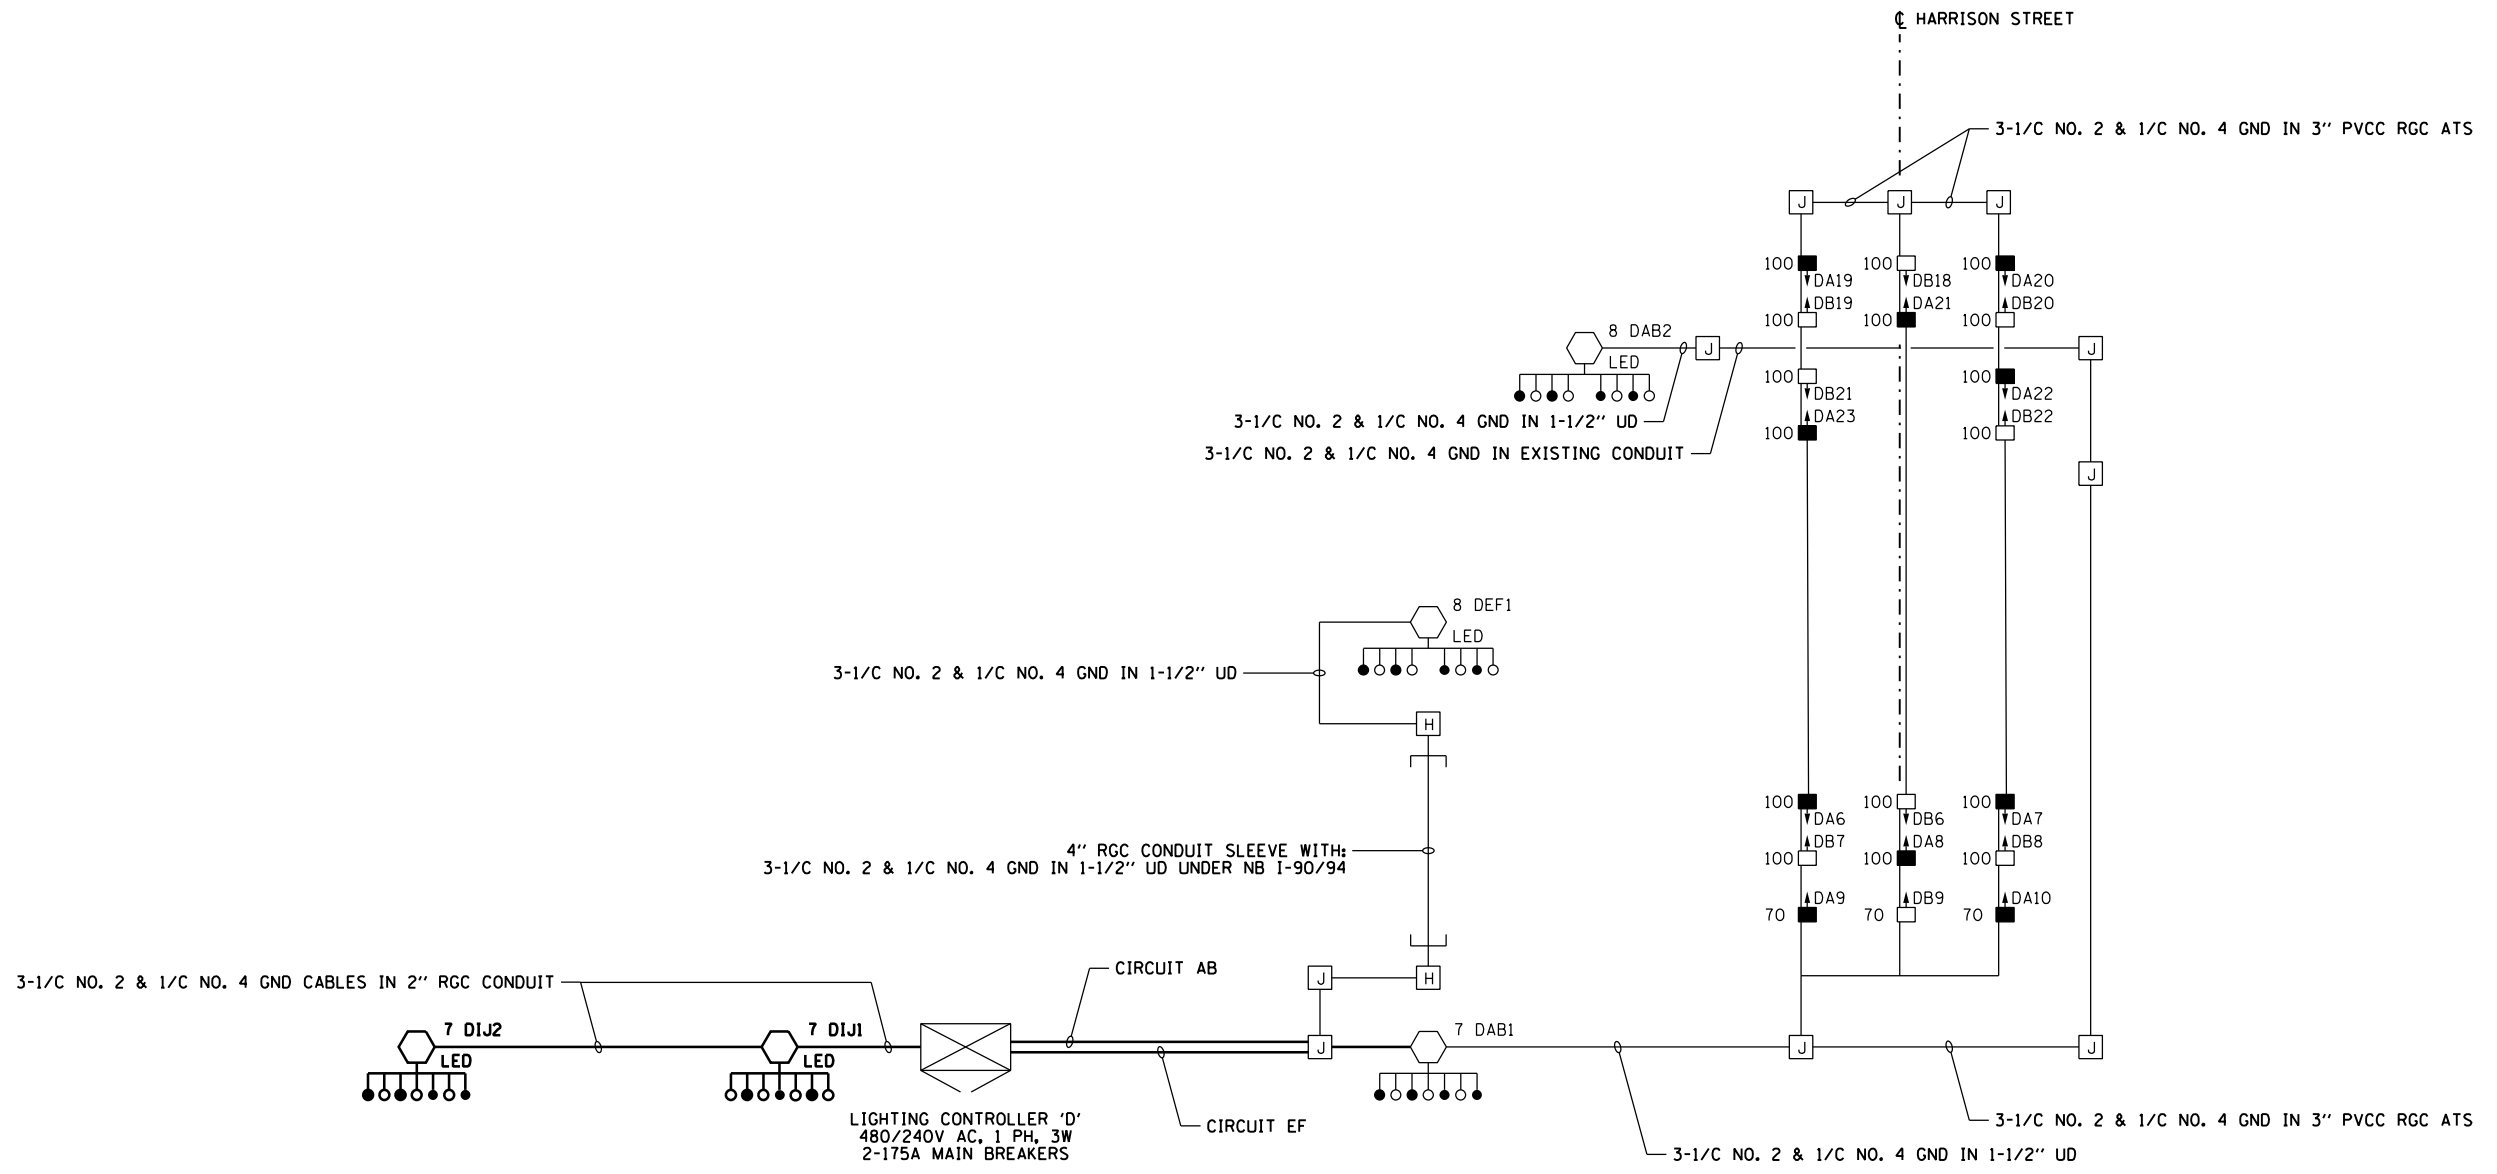 ℄ HARRISON STREET
3-1/C NO. 2 & 1/C NO. 4 GND IN 3'' PVCC RGC ATS
J J J
100 100 100
DA19 DB18 DA20
DB19 DA21 DB20
100 100 100
8 DAB2
LED
J J
100 100
DB21 DA22
DA23 DB22
100 100
3-1/C NO. 2 & 1/C NO. 4 GND IN 1-1/2'' UD
3-1/C NO. 2 & 1/C NO. 4 GND IN EXISTING CONDUIT
J
8 DEF1
LED
3-1/C NO. 2 & 1/C NO. 4 GND IN 1-1/2'' UD
H
100 100 100
DA6 DB6 DA7
DB7 DA8 DB8
100 100 100
4'' RGC CONDUIT SLEEVE WITH:
3-1/C NO. 2 & 1/C NO. 4 GND IN 1-1/2'' UD UNDER NB I-90/94
DA9 DB9 DA10
70 70 70
CIRCUIT AB
J H
3-1/C NO. 2 & 1/C NO. 4 GND CABLES IN 2'' RGC CONDUIT
7 DIJ2 7 DIJ1 7 DAB1
J J J
LED LED
LIGHTING CONTROLLER 'D'
480/240V AC, 1 PH, 3W
2-175A MAIN BREAKERS
CIRCUIT EF
3-1/C NO. 2 & 1/C NO. 4 GND IN 3'' PVCC RGC ATS
3-1/C NO. 2 & 1/C NO. 4 GND IN 1-1/2'' UD